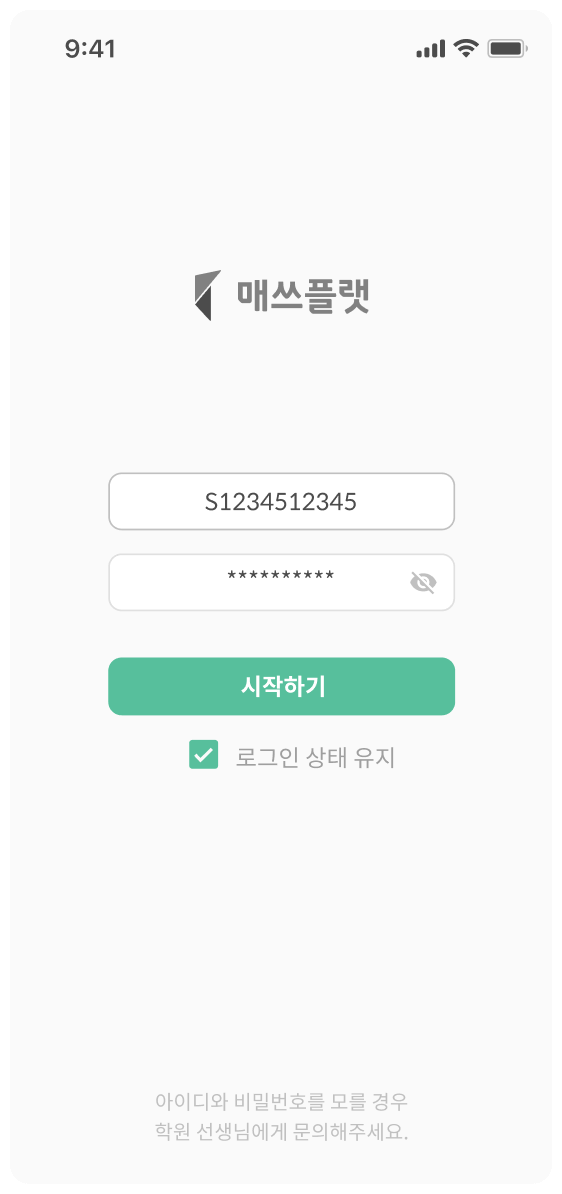 9:41
매쓰플랫
S1234512345
**********
시작하기
로그인 상태 유지
아이디와 비밀번호를 모를 경우
학원 선생님에게 문의해주세요.